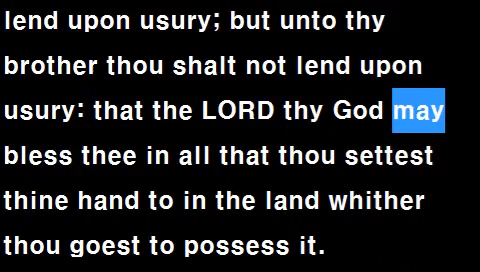 lend upon usury; but unto thy
brother thou shalt not lend upon
usury: that the LORD thy God may
bless thee in all that thou settest
thine hand to in the land whither
thou goest to possess it.